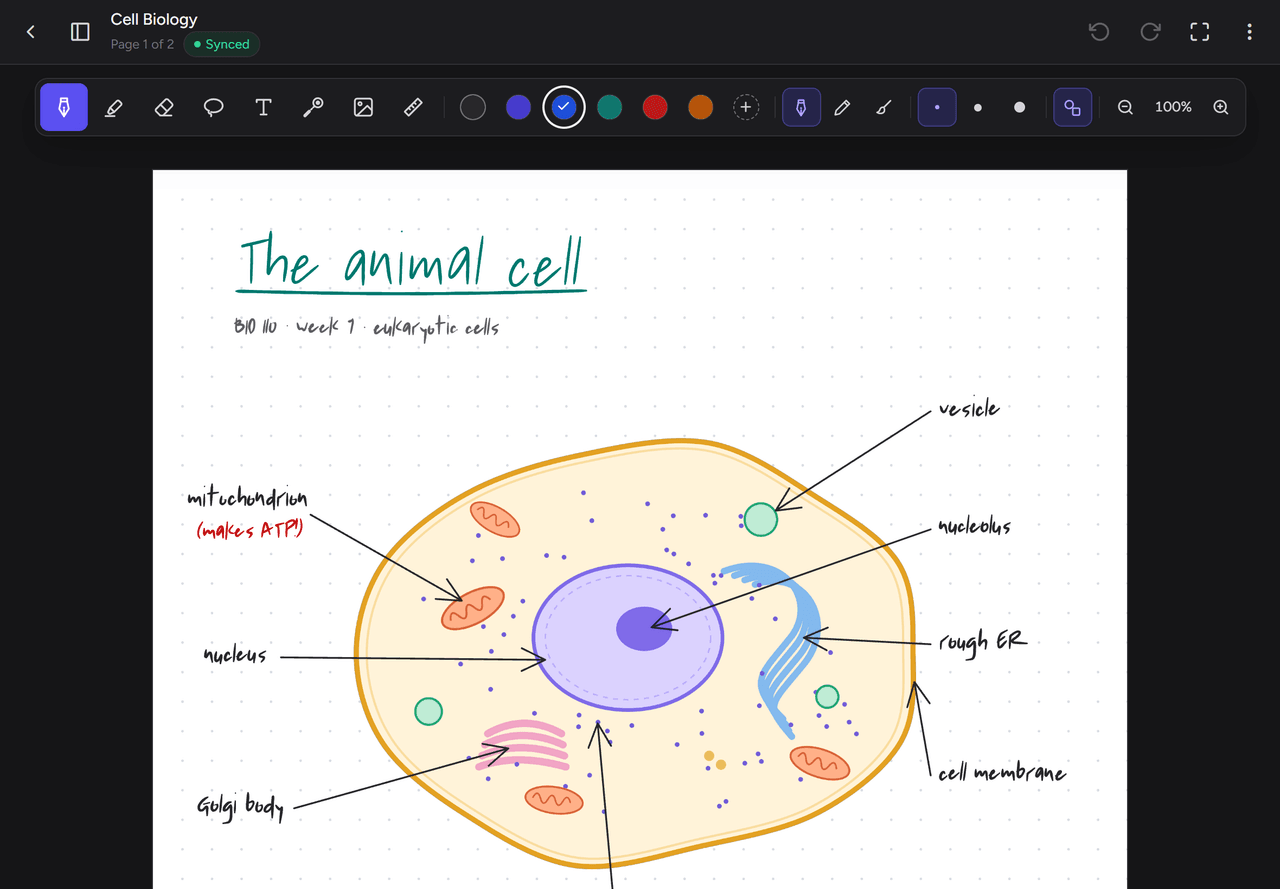 Cell Biology
Page 1 of 2
Synced
100%
The animal cell
BIO 110 · week 7 · eukaryotic cells
vesicle
mitochondrion
(makes ATP!)
nucleolus
nucleus
rough ER
cell membrane
Golgi body